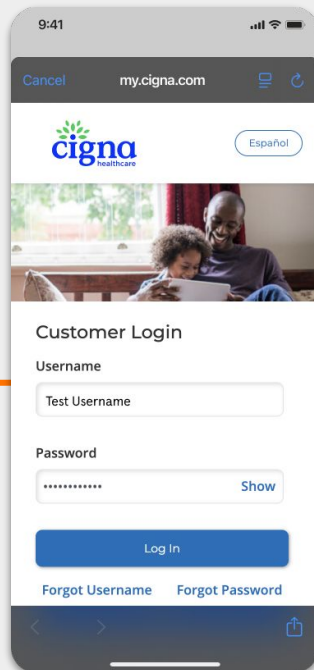 9:41
Cancel my.cigna.com
cigna
healthcare
Español
Customer Login
Username
Test Username
Password
••••••••••••
Show
Log In
Forgot Username Forgot Password